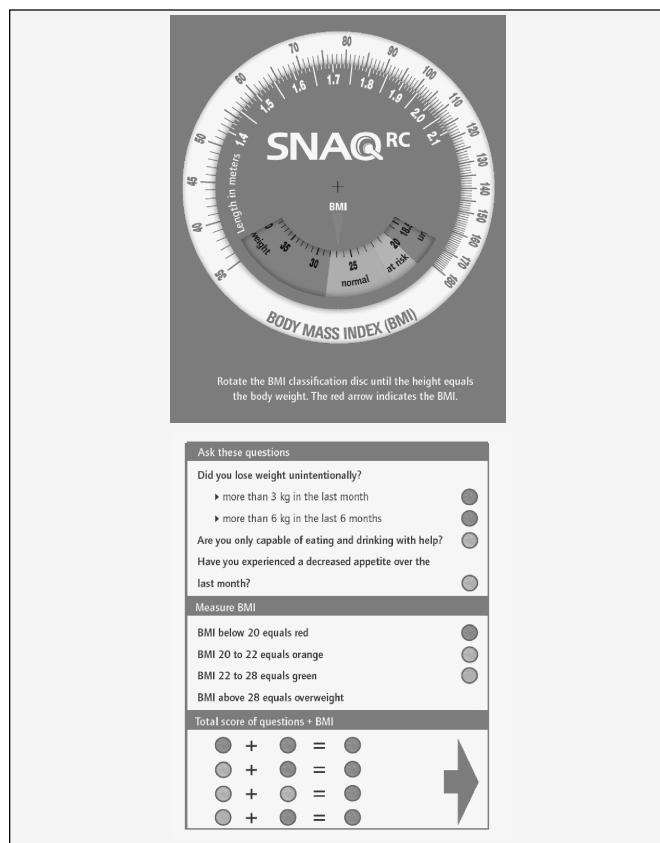 35 40 45 50 60 70 80 90 100 110 120 130 140 150 160 170 180
Length in meters 1.4 1.5 1.6 1.7 1.8 1.9 2.0 2.1
SNAQ RC
BMI
35 30 25 20
normal at risk
BODY MASS INDEX (BMI)
Rotate the BMI classification disc until the height equals
the body weight. The red arrow indicates the BMI.
Ask these questions
Did you lose weight unintentionally?
more than 3 kg in the last month
more than 6 kg in the last 6 months
Are you only capable of eating and drinking with help?
Have you experienced a decreased appetite over the
last month?
Measure BMI
BMI below 20 equals red
BMI 20 to 22 equals orange
BMI 22 to 28 equals green
BMI above 28 equals overweight
Total score of questions + BMI
+ =
+ =
+ =
+ =